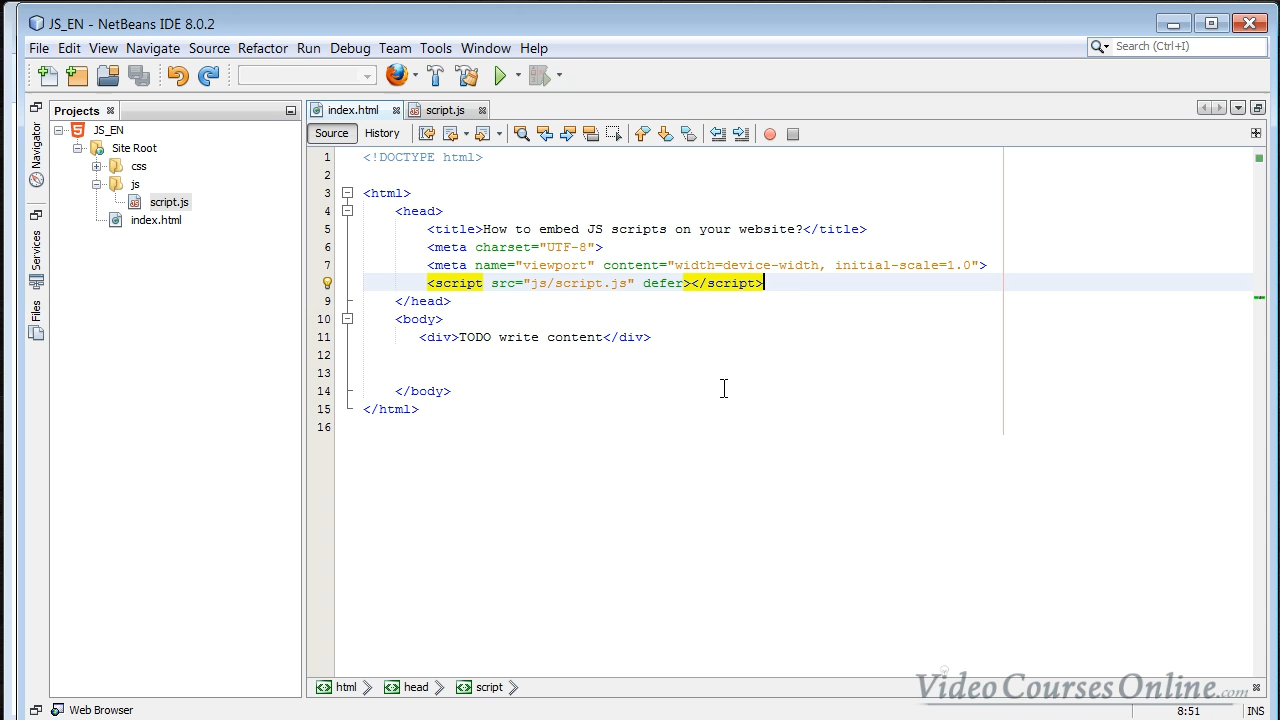 JS_EN - NetBeans IDE 8.0.2
File Edit View Navigate Source Refactor Run Debug Team Tools Window Help
Search (Ctrl+I)
Projects
index.html
script.js
Navigator
Services
Files
JS_EN
Site Root
css
js
script.js
index.html
Source History
1 <!DOCTYPE html>
2
3 <html>
4 <head>
5 <title>How to embed JS scripts on your website?</title>
6 <meta charset="UTF-8">
7 <meta name="viewport" content="width=device-width, initial-scale=1.0">
<script src="js/script.js" defer></script>
9 </head>
10 <body>
11 <div>TODO write content</div>
12
13
14 </body>
15 </html>
16
html head script
VideoCoursesOnline.com
Web Browser
8:51 INS